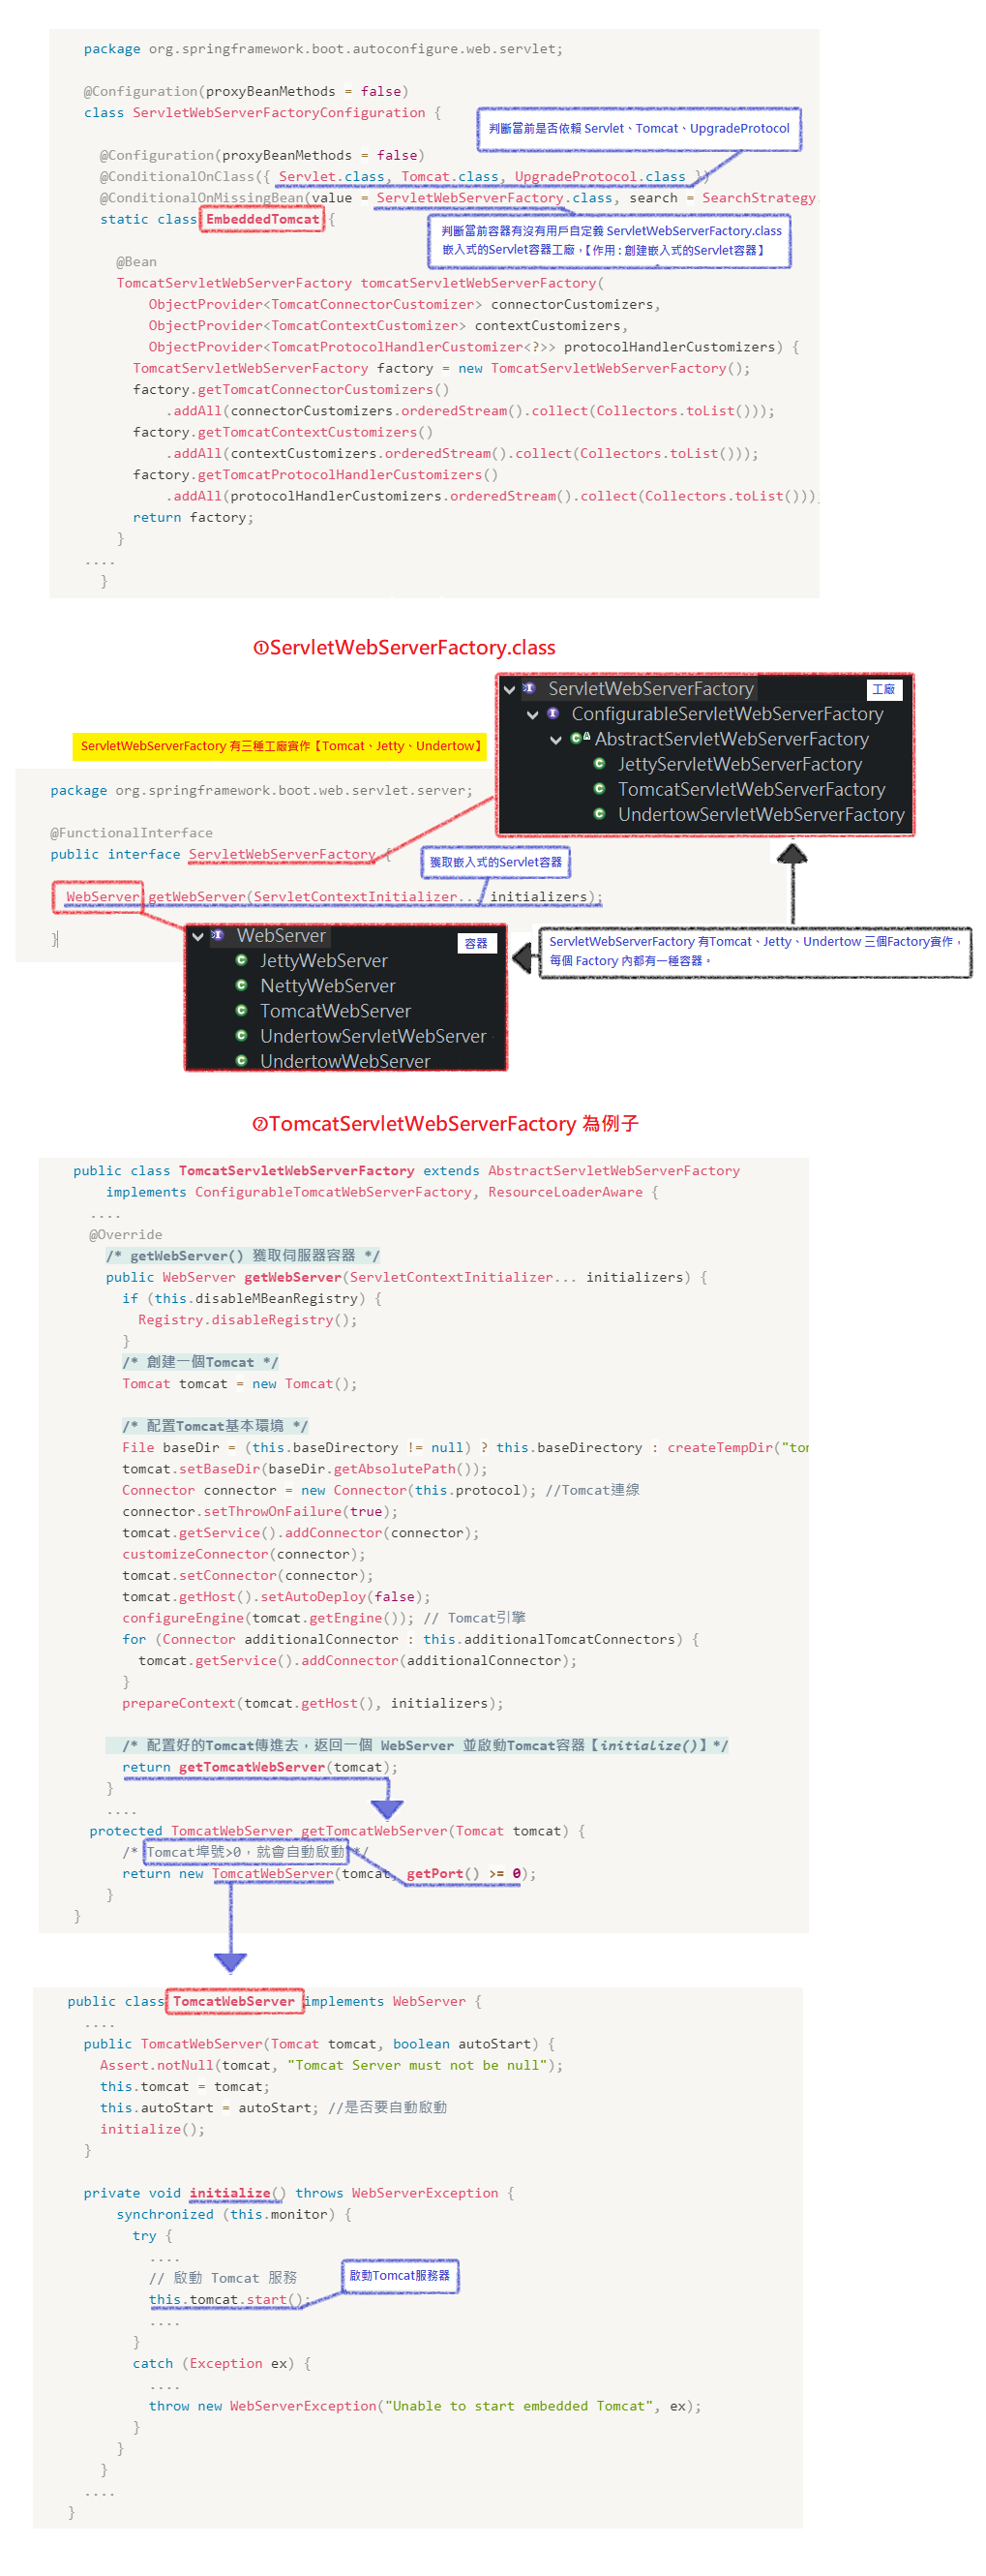 package org.springframework.boot.autoconfigure.web.servlet;
@Configuration(proxyBeanMethods = false)
class ServletWebServerFactoryConfiguration {
判斷當前是否依賴 Servlet、Tomcat、UpgradeProtocol
@Configuration(proxyBeanMethods = false)
@ConditionalOnClass({ Servlet.class, Tomcat.class, UpgradeProtocol.class })
@ConditionalOnMissingBean(value = ServletWebServerFactory.class, search = SearchStrategy.
static class EmbeddedTomcat {
判斷當前容器有沒有用戶自定義 ServletWebServerFactory.class
嵌入式的Servlet容器工廠,【作用:創建嵌入式的Servlet容器】
@Bean
TomcatServletWebServerFactory tomcatServletWebServerFactory(
ObjectProvider<TomcatConnectorCustomizer> connectorCustomizers,
ObjectProvider<TomcatContextCustomizer> contextCustomizers,
ObjectProvider<TomcatProtocolHandlerCustomizer<?>> protocolHandlerCustomizers) {
TomcatServletWebServerFactory factory = new TomcatServletWebServerFactory();
factory.getTomcatConnectorCustomizers()
.addAll(connectorCustomizers.orderedStream().collect(Collectors.toList()));
factory.getTomcatContextCustomizers()
.addAll(contextCustomizers.orderedStream().collect(Collectors.toList()));
factory.getTomcatProtocolHandlerCustomizers()
.addAll(protocolHandlerCustomizers.orderedStream().collect(Collectors.toList()));
return factory;
}
....
}
①ServletWebServerFactory.class
ServletWebServerFactory 工廠
ConfigurableServletWebServerFactory
AbstractServletWebServerFactory
JettyServletWebServerFactory
TomcatServletWebServerFactory
UndertowServletWebServerFactory
ServletWebServerFactory 有三種工廠實作【Tomcat、Jetty、Undertow】
package org.springframework.boot.web.servlet.server;
@FunctionalInterface
public interface ServletWebServerFactory {
獲取嵌入式的Servlet容器
WebServer getWebServer(ServletContextInitializer... initializers);
}
WebServer 容器
JettyWebServer
NettyWebServer
TomcatWebServer
UndertowServletWebServer
UndertowWebServer
ServletWebServerFactory 有Tomcat、Jetty、Undertow 三個Factory實作,
每個 Factory 內都有一種容器。
②TomcatServletWebServerFactory 為例子
public class TomcatServletWebServerFactory extends AbstractServletWebServerFactory
implements ConfigurableTomcatWebServerFactory, ResourceLoaderAware {
....
@Override
/* getWebServer() 獲取伺服器容器 */
public WebServer getWebServer(ServletContextInitializer... initializers) {
if (this.disableMBeanRegistry) {
Registry.disableRegistry();
}
/* 創建一個Tomcat */
Tomcat tomcat = new Tomcat();
/* 配置Tomcat基本環境 */
File baseDir = (this.baseDirectory != null) ? this.baseDirectory : createTempDir("tom
tomcat.setBaseDir(baseDir.getAbsolutePath());
Connector connector = new Connector(this.protocol); //Tomcat連線
connector.setThrowOnFailure(true);
tomcat.getService().addConnector(connector);
customizeConnector(connector);
tomcat.setConnector(connector);
tomcat.getHost().setAutoDeploy(false);
configureEngine(tomcat.getEngine()); // Tomcat引擎
for (Connector additionalConnector : this.additionalTomcatConnectors) {
tomcat.getService().addConnector(additionalConnector);
}
prepareContext(tomcat.getHost(), initializers);
/* 配置好的Tomcat傳進去,返回一個 WebServer 並啟動Tomcat容器【initialize()】*/
return getTomcatWebServer(tomcat);
}
....
protected TomcatWebServer getTomcatWebServer(Tomcat tomcat) {
/* Tomcat埠號>0,就會自動啟動 */
return new TomcatWebServer(tomcat, getPort() >= 0);
}
}
public class TomcatWebServer implements WebServer {
....
public TomcatWebServer(Tomcat tomcat, boolean autoStart) {
Assert.notNull(tomcat, "Tomcat Server must not be null");
this.tomcat = tomcat;
this.autoStart = autoStart; //是否要自動啟動
initialize();
}
private void initialize() throws WebServerException {
synchronized (this.monitor) {
try {
....
// 啟動 Tomcat 服務
啟動Tomcat服務器
this.tomcat.start();
....
}
catch (Exception ex) {
....
throw new WebServerException("Unable to start embedded Tomcat", ex);
}
}
}
....
}